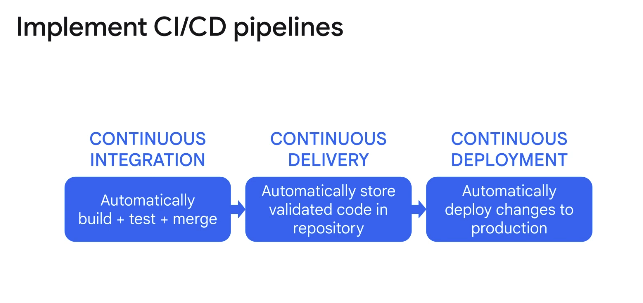 Implement CI/CD pipelines
CONTINUOUS
INTEGRATION
Automatically
build + test + merge
CONTINUOUS
DELIVERY
Automatically store
validated code in
repository
CONTINUOUS
DEPLOYMENT
Automatically
deploy changes to
production